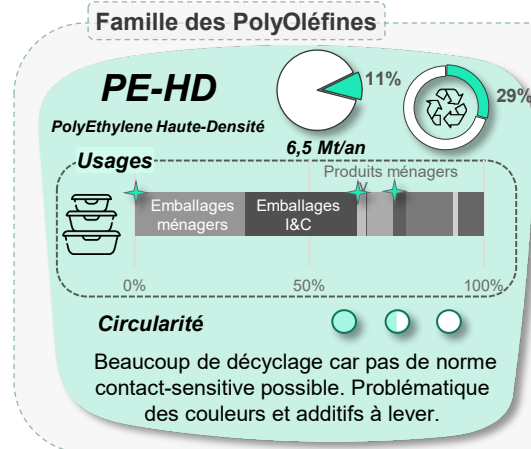 Famille des PolyOléfines
PE-HD
PolyEthylene Haute-Densité
11%
29%
6,5 Mt/an
Usages
Produits ménagers
Emballages
ménagers
Emballages
I&C
0%
50%
100%
Circularité
Beaucoup de décyclage car pas de norme
contact-sensitive possible. Problématique
des couleurs et additifs à lever.